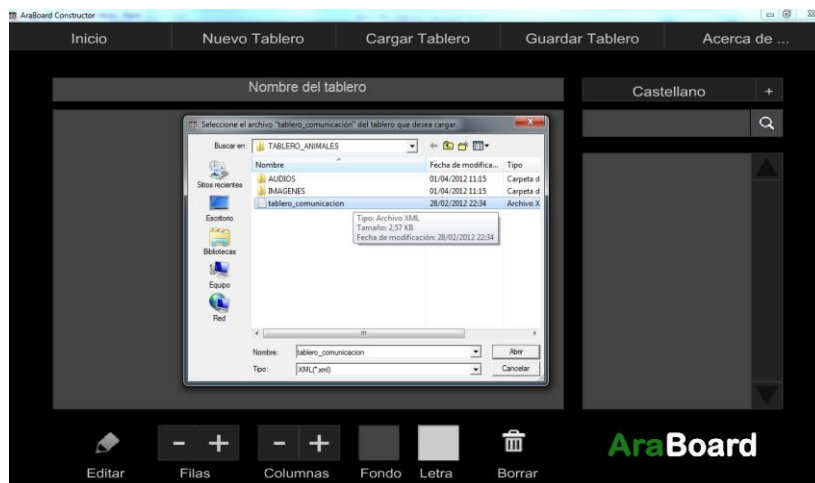 AraBoard Constructor
Inicio Nuevo Tablero Cargar Tablero Guardar Tablero Acerca de ...
Nombre del tablero
Castellano +
Seleccione el archivo "tablero_comunicación" del tablero que desea cargar.
Buscar en: TABLERO_ANIMALES
Nombre Fecha de modifica... Tipo
AUDIOS 01/04/2012 11:15 Carpeta d
IMAGENES 01/04/2012 11:15 Carpeta d
tablero_comunicacion 28/02/2012 22:34 Archivo X
Tipo: Archivo XML
Tamaño: 2,57 KB
Fecha de modificación: 28/02/2012 22:34
Sitios recientes
Escritorio
Bibliotecas
Equipo
Red
Nombre: tablero_comunicacion Abrir
Tipo: XML(*.xml) Cancelar
- + - +
Editar Filas Columnas Fondo Letra Borrar
AraBoard